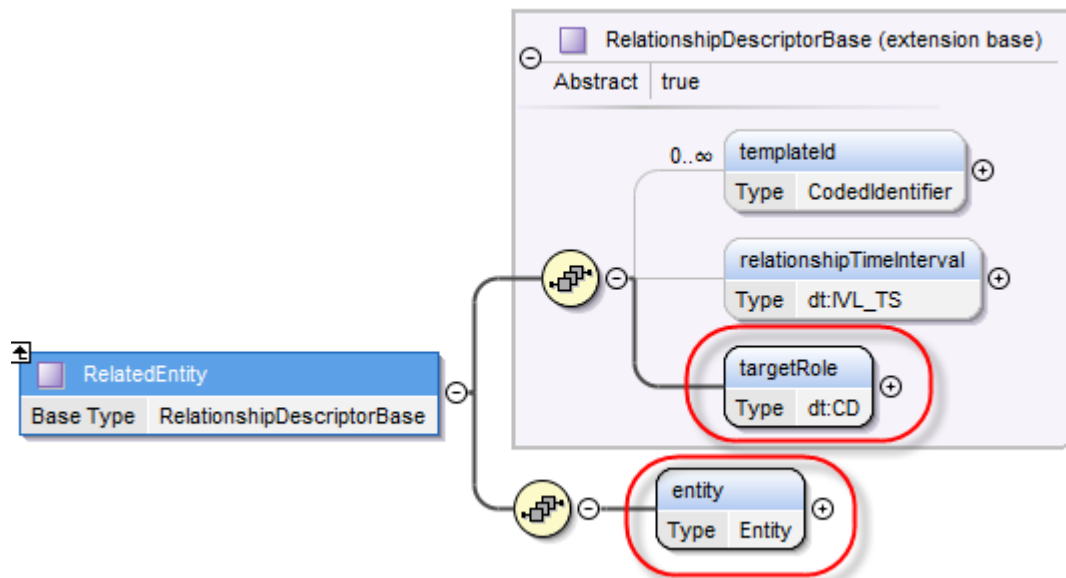 RelationshipDescriptorBase (extension base)
Abstract true
0..∞ templateId
Type CodedIdentifier
relationshipTimeInterval
Type dt:IVL_TS
targetRole
Type dt:CD
RelatedEntity
Base Type RelationshipDescriptorBase
entity
Type Entity